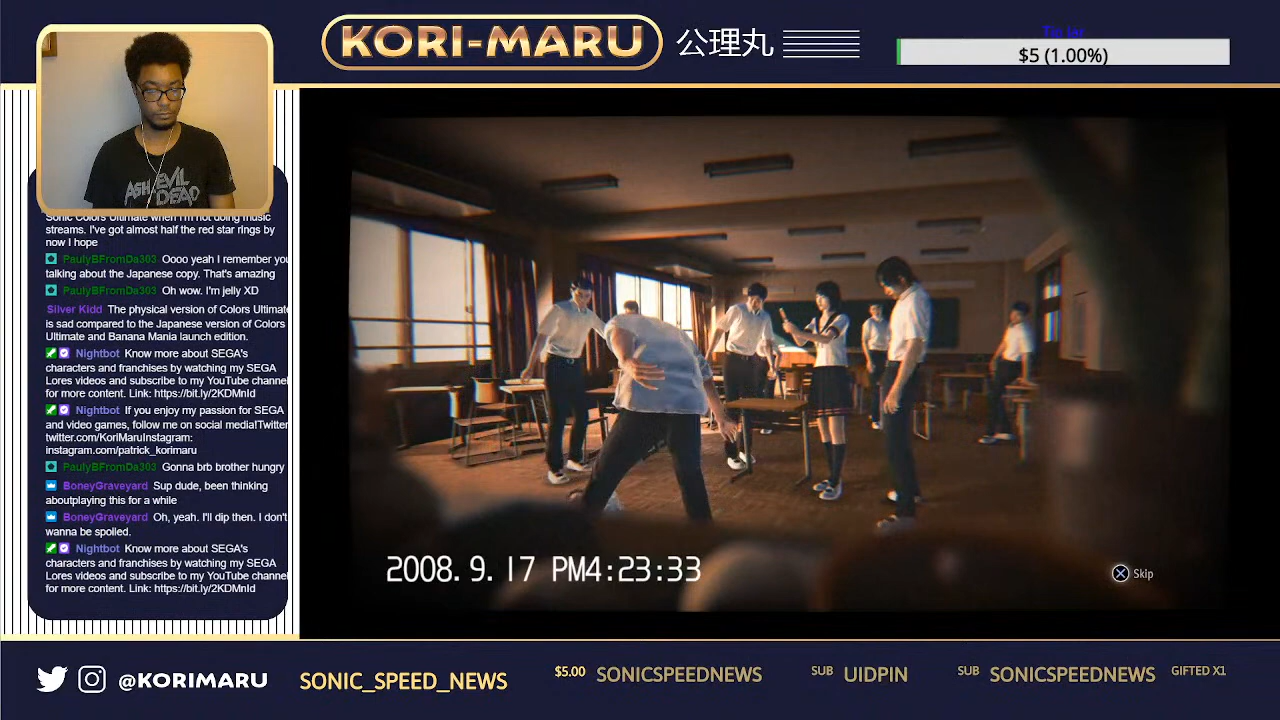 KORI-MARU 公理丸
Tip Jar
$5 (1.00%)
ASH EVIL
DEAD
Sonic Colors Ultimate when I'm not doing music
streams. I've got almost half the red star rings by
now I hope
PaulyBFromDa303 Oooo yeah I remember you
talking about the Japanese copy. That's amazing
PaulyBFromDa303 Oh wow. I'm jelly XD
Silver Kidd The physical version of Colors Ultimate
is sad compared to the Japanese version of Colors
Ultimate and Banana Mania launch edition.
Nightbot Know more about SEGA's
characters and franchises by watching my SEGA
Lores videos and subscribe to my YouTube channel
for more content. Link: https://bit.ly/2KDMnld
Nightbot If you enjoy my passion for SEGA
and video games, follow me on social media!Twitter:
twitter.com/KoriMaruInstagram:
instagram.com/patrick_korimaru
PaulyBFromDa303 Gonna brb brother hungry
BoneyGraveyard Sup dude, been thinking
aboutplaying this for a while
BoneyGraveyard Oh, yeah. I'll dip then. I don't
wanna be spoiled.
Nightbot Know more about SEGA's
characters and franchises by watching my SEGA
Lores videos and subscribe to my YouTube channel
for more content. Link: https://bit.ly/2KDMnld
2008. 9. 17 PM4:23:33
Skip
@KORIMARU
SONIC_SPEED_NEWS
$5.00 SONICSPEEDNEWS
SUB UIDPIN
SUB SONICSPEEDNEWS GIFTED X1